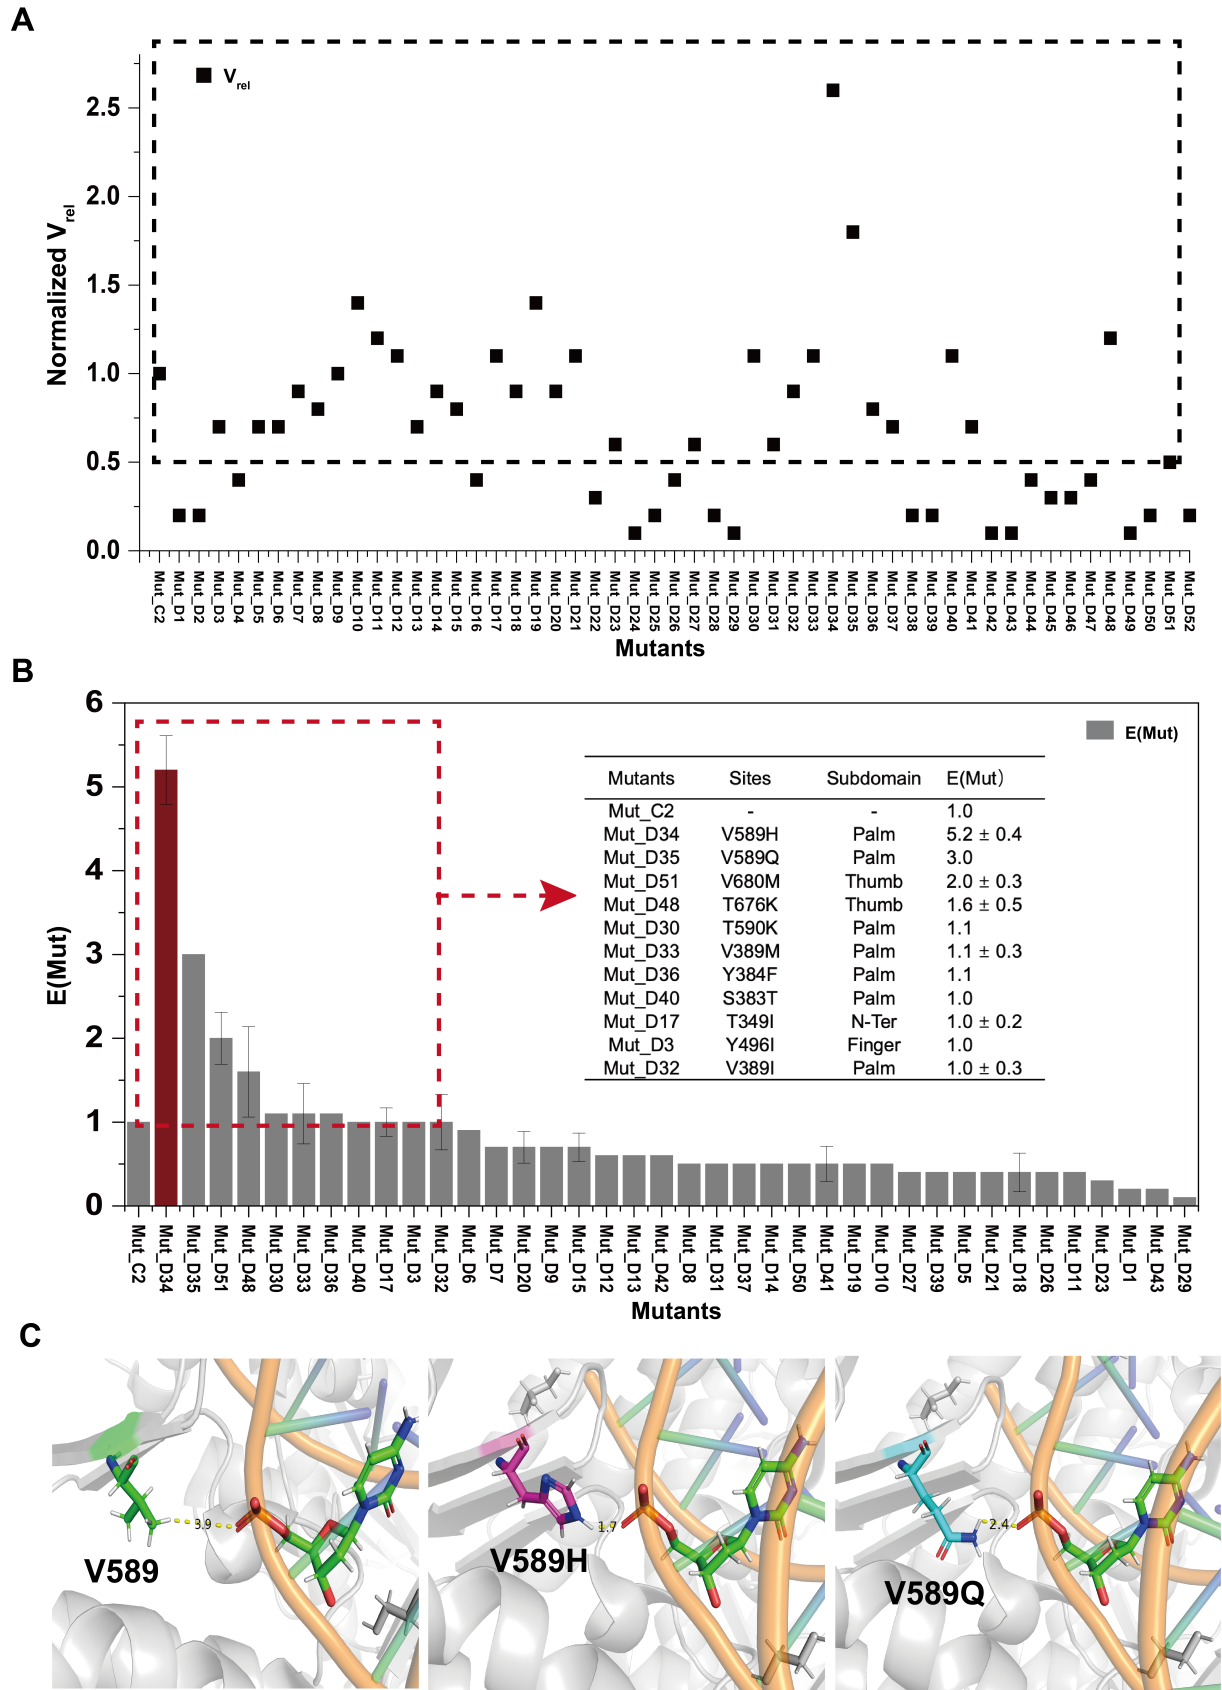 A
V rel
2.5
2.0
1.5
1.0
0.5
0.0
Normalized V rel
Mut_C2 Mut_D1 Mut_D2 Mut_D3 Mut_D4 Mut_D5 Mut_D6 Mut_D7 Mut_D8 Mut_D9 Mut_D10 Mut_D11 Mut_D12 Mut_D13 Mut_D14 Mut_D15 Mut_D16 Mut_D17 Mut_D18 Mut_D19 Mut_D20 Mut_D21 Mut_D22 Mut_D23 Mut_D24 Mut_D25 Mut_D26 Mut_D27 Mut_D28 Mut_D29 Mut_D30 Mut_D31 Mut_D32 Mut_D33 Mut_D34 Mut_D35 Mut_D36 Mut_D37 Mut_D38 Mut_D39 Mut_D40 Mut_D41 Mut_D42 Mut_D43 Mut_D44 Mut_D45 Mut_D46 Mut_D47 Mut_D48 Mut_D49 Mut_D50 Mut_D51 Mut_D52
Mutants
B
6
5
4
3
2
1
0
E(Mut)
E(Mut)
Mutants Sites Subdomain E(Mut)
Mut_C2 - - 1.0
Mut_D34 V589H Palm 5.2 ± 0.4
Mut_D35 V589Q Palm 3.0
Mut_D51 V680M Thumb 2.0 ± 0.3
Mut_D48 T676K Thumb 1.6 ± 0.5
Mut_D30 T590K Palm 1.1
Mut_D33 V389M Palm 1.1 ± 0.3
Mut_D36 Y384F Palm 1.1
Mut_D40 S383T Palm 1.0
Mut_D17 T349I N-Ter 1.0 ± 0.2
Mut_D3 Y496I Finger 1.0
Mut_D32 V389I Palm 1.0 ± 0.3
Mut_C2 Mut_D34 Mut_D35 Mut_D51 Mut_D48 Mut_D30 Mut_D33 Mut_D36 Mut_D40 Mut_D17 Mut_D3 Mut_D32 Mut_D6 Mut_D7 Mut_D20 Mut_D9 Mut_D15 Mut_D12 Mut_D13 Mut_D42 Mut_D8 Mut_D31 Mut_D37 Mut_D14 Mut_D50 Mut_D41 Mut_D19 Mut_D10 Mut_D27 Mut_D39 Mut_D5 Mut_D21 Mut_D18 Mut_D26 Mut_D11 Mut_D23 Mut_D1 Mut_D43 Mut_D29
Mutants
C
3.9
V589
1.7
V589H
2.4
V589Q